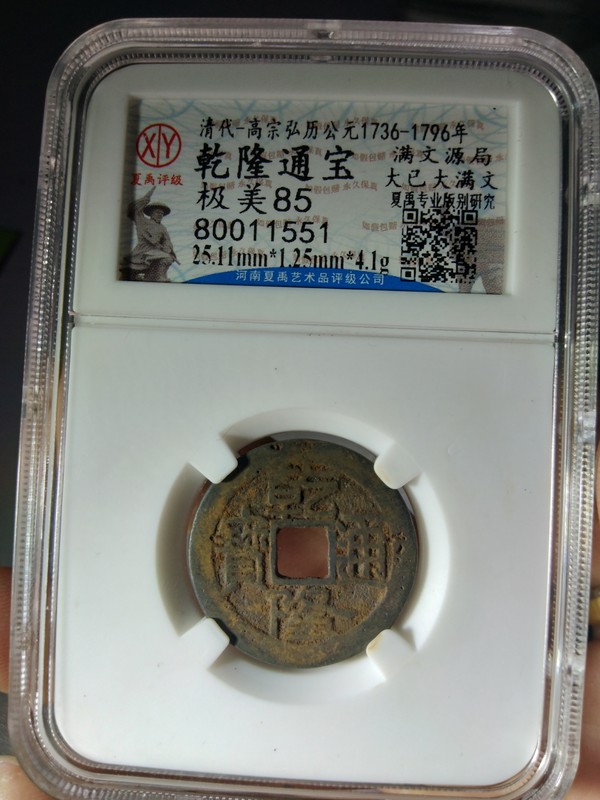 清代-高宗弘历公元1736-1796年
XY
夏禹评级
乾隆通宝
满文源局
极美85
大已大满文
夏禹专业版别研究
80011551
25.11mm*1.25mm*4.1g
河南夏禹艺术品评级公司
乾隆通寶